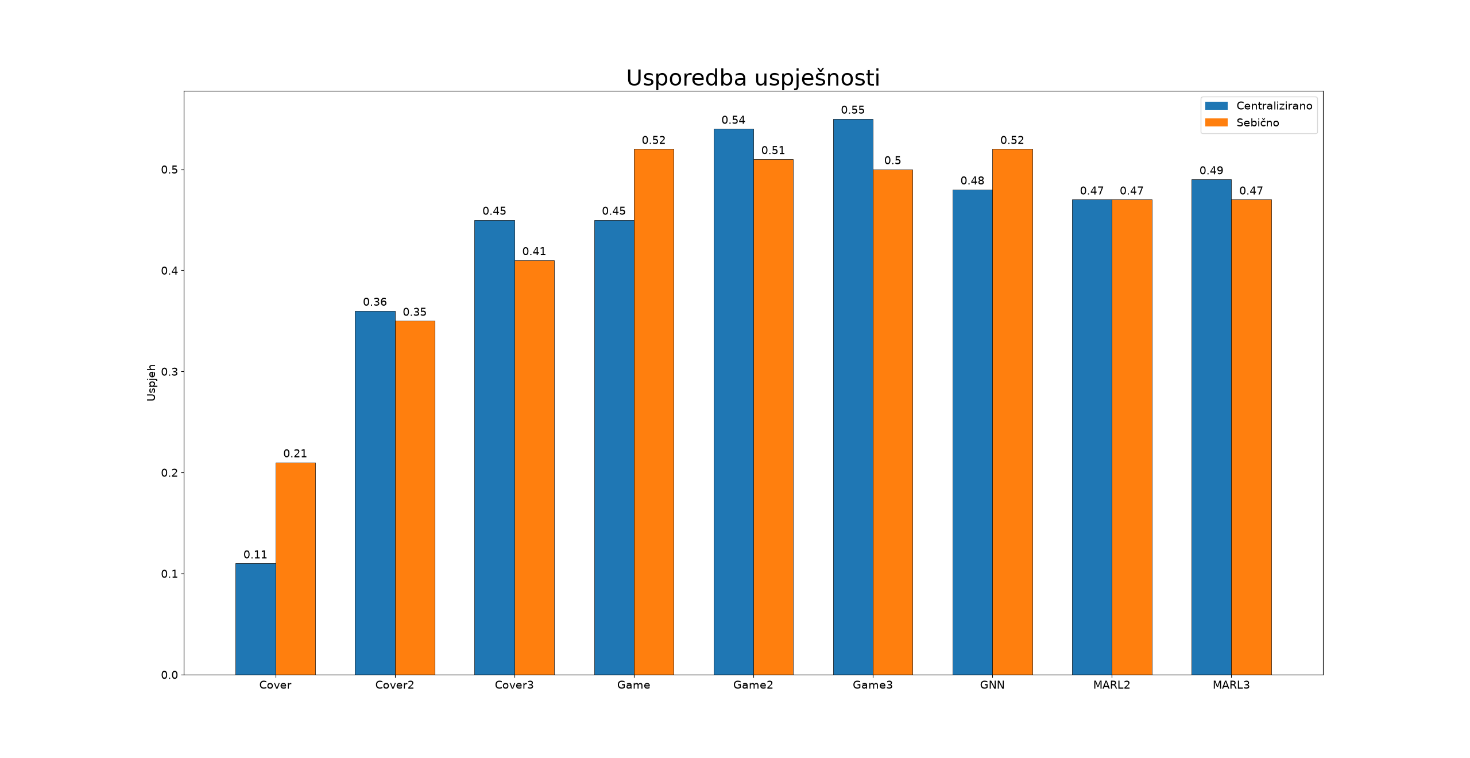 Usporedba uspješnosti
Centralizirano
Sebično
Uspjeh
0.5
0.4
0.3
0.2
0.1
0.0
0.11
0.21
0.36
0.35
0.45
0.41
0.45
0.52
0.54
0.51
0.55
0.5
0.48
0.52
0.47
0.47
0.49
0.47
Cover
Cover2
Cover3
Game
Game2
Game3
GNN
MARL2
MARL3